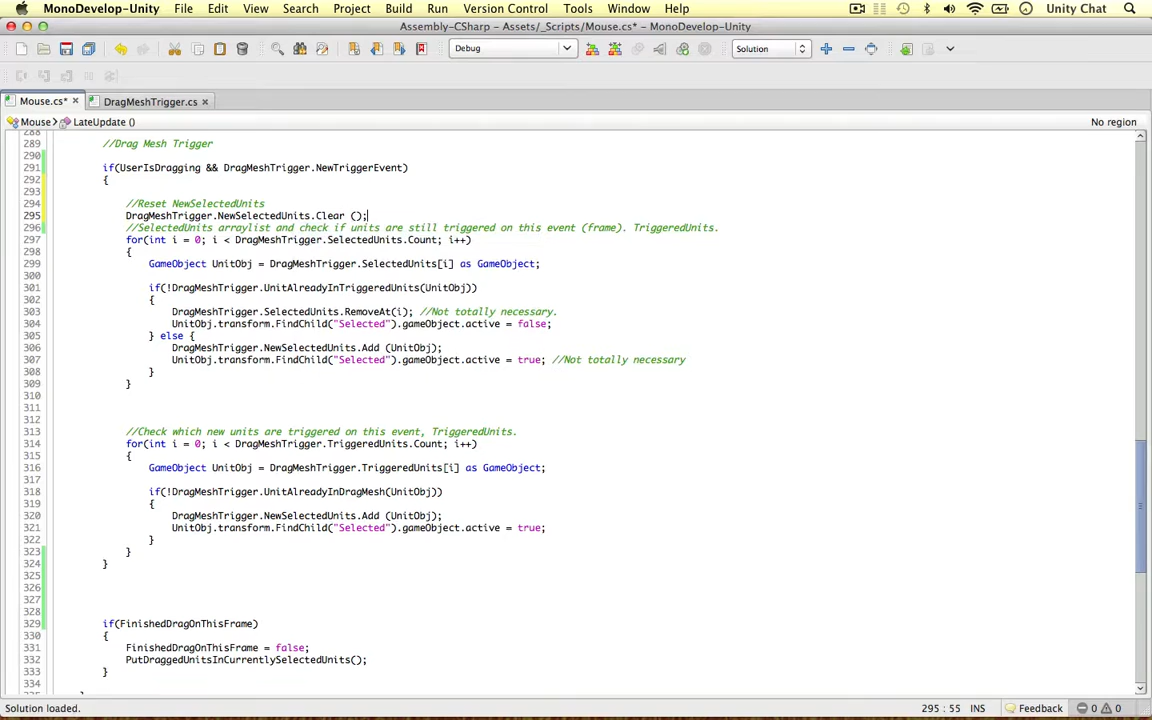 MonoDevelop-Unity File Edit View Search Project Build Run Version Control Tools Window Help Unity Chat
Assembly-CSharp – Assets/_Scripts/Mouse.cs* – MonoDevelop-Unity
Debug Solution
Mouse.cs* DragMeshTrigger.cs
Mouse LateUpdate () No region
288
289 //Drag Mesh Trigger
290
291 if(UserIsDragging && DragMeshTrigger.NewTriggerEvent)
292 {
293
294 //Reset NewSelectedUnits
295 DragMeshTrigger.NewSelectedUnits.Clear ();
296 //SelectedUnits arraylist and check if units are still triggered on this event (frame). TriggeredUnits.
297 for(int i = 0; i < DragMeshTrigger.SelectedUnits.Count; i++)
298 {
299 GameObject UnitObj = DragMeshTrigger.SelectedUnits[i] as GameObject;
300
301 if(!DragMeshTrigger.UnitAlreadyInTriggeredUnits(UnitObj))
302 {
303 DragMeshTrigger.SelectedUnits.RemoveAt(i); //Not totally necessary.
304 UnitObj.transform.FindChild("Selected").gameObject.active = false;
305 } else {
306 DragMeshTrigger.NewSelectedUnits.Add (UnitObj);
307 UnitObj.transform.FindChild("Selected").gameObject.active = true; //Not totally necessary
308 }
309 }
310
311
312
313 //Check which new units are triggered on this event, TriggeredUnits.
314 for(int i = 0; i < DragMeshTrigger.TriggeredUnits.Count; i++)
315 {
316 GameObject UnitObj = DragMeshTrigger.TriggeredUnits[i] as GameObject;
317
318 if(!DragMeshTrigger.UnitAlreadyInDragMesh(UnitObj))
319 {
320 DragMeshTrigger.NewSelectedUnits.Add (UnitObj);
321 UnitObj.transform.FindChild("Selected").gameObject.active = true;
322 }
323 }
324 }
325
326
327
328
329 if(FinishedDragOnThisFrame)
330 {
331 FinishedDragOnThisFrame = false;
332 PutDraggedUnitsInCurrentlySelectedUnits();
333 }
334
Solution loaded. 295 : 55 INS Feedback 0 0